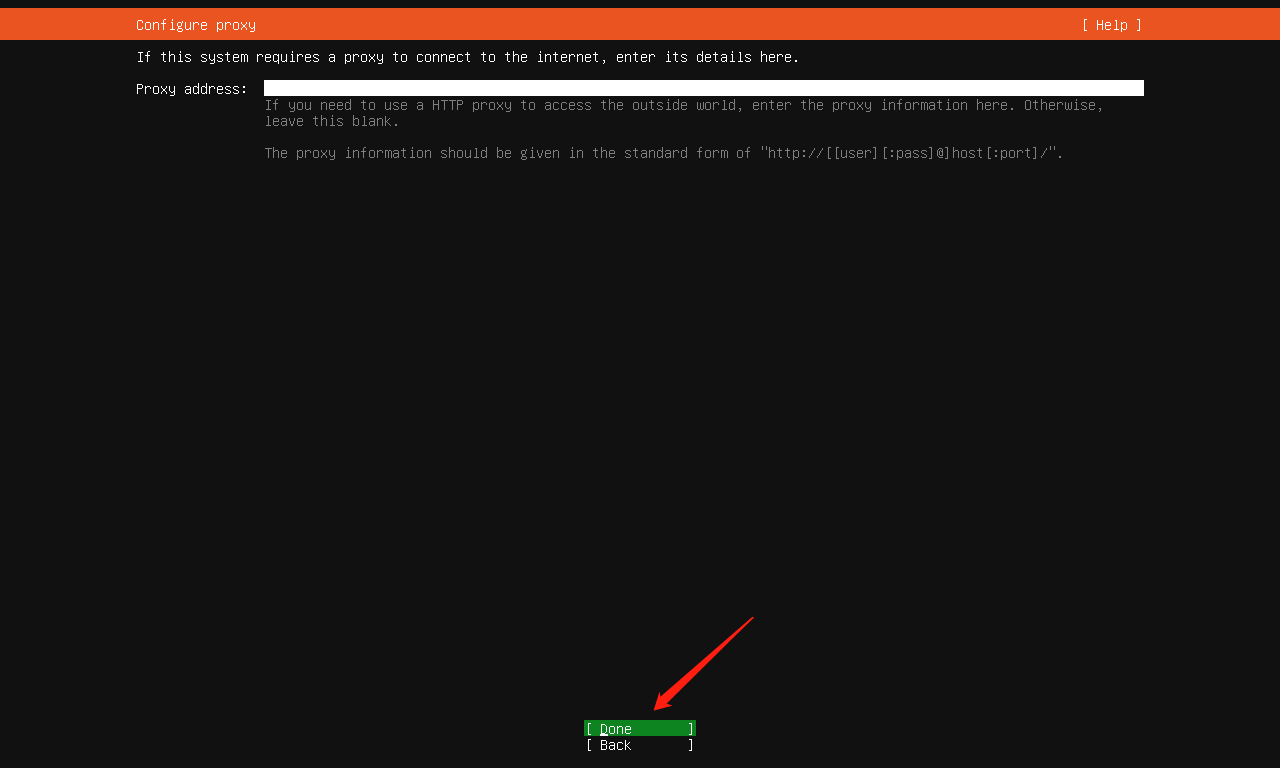 Configure proxy [ Help ]
If this system requires a proxy to connect to the internet, enter its details here.
Proxy address:
If you need to use a HTTP proxy to access the outside world, enter the proxy information here. Otherwise,
leave this blank.
The proxy information should be given in the standard form of "http://[[user][:pass]@]host[:port]/".
[ Done ]
[ Back ]